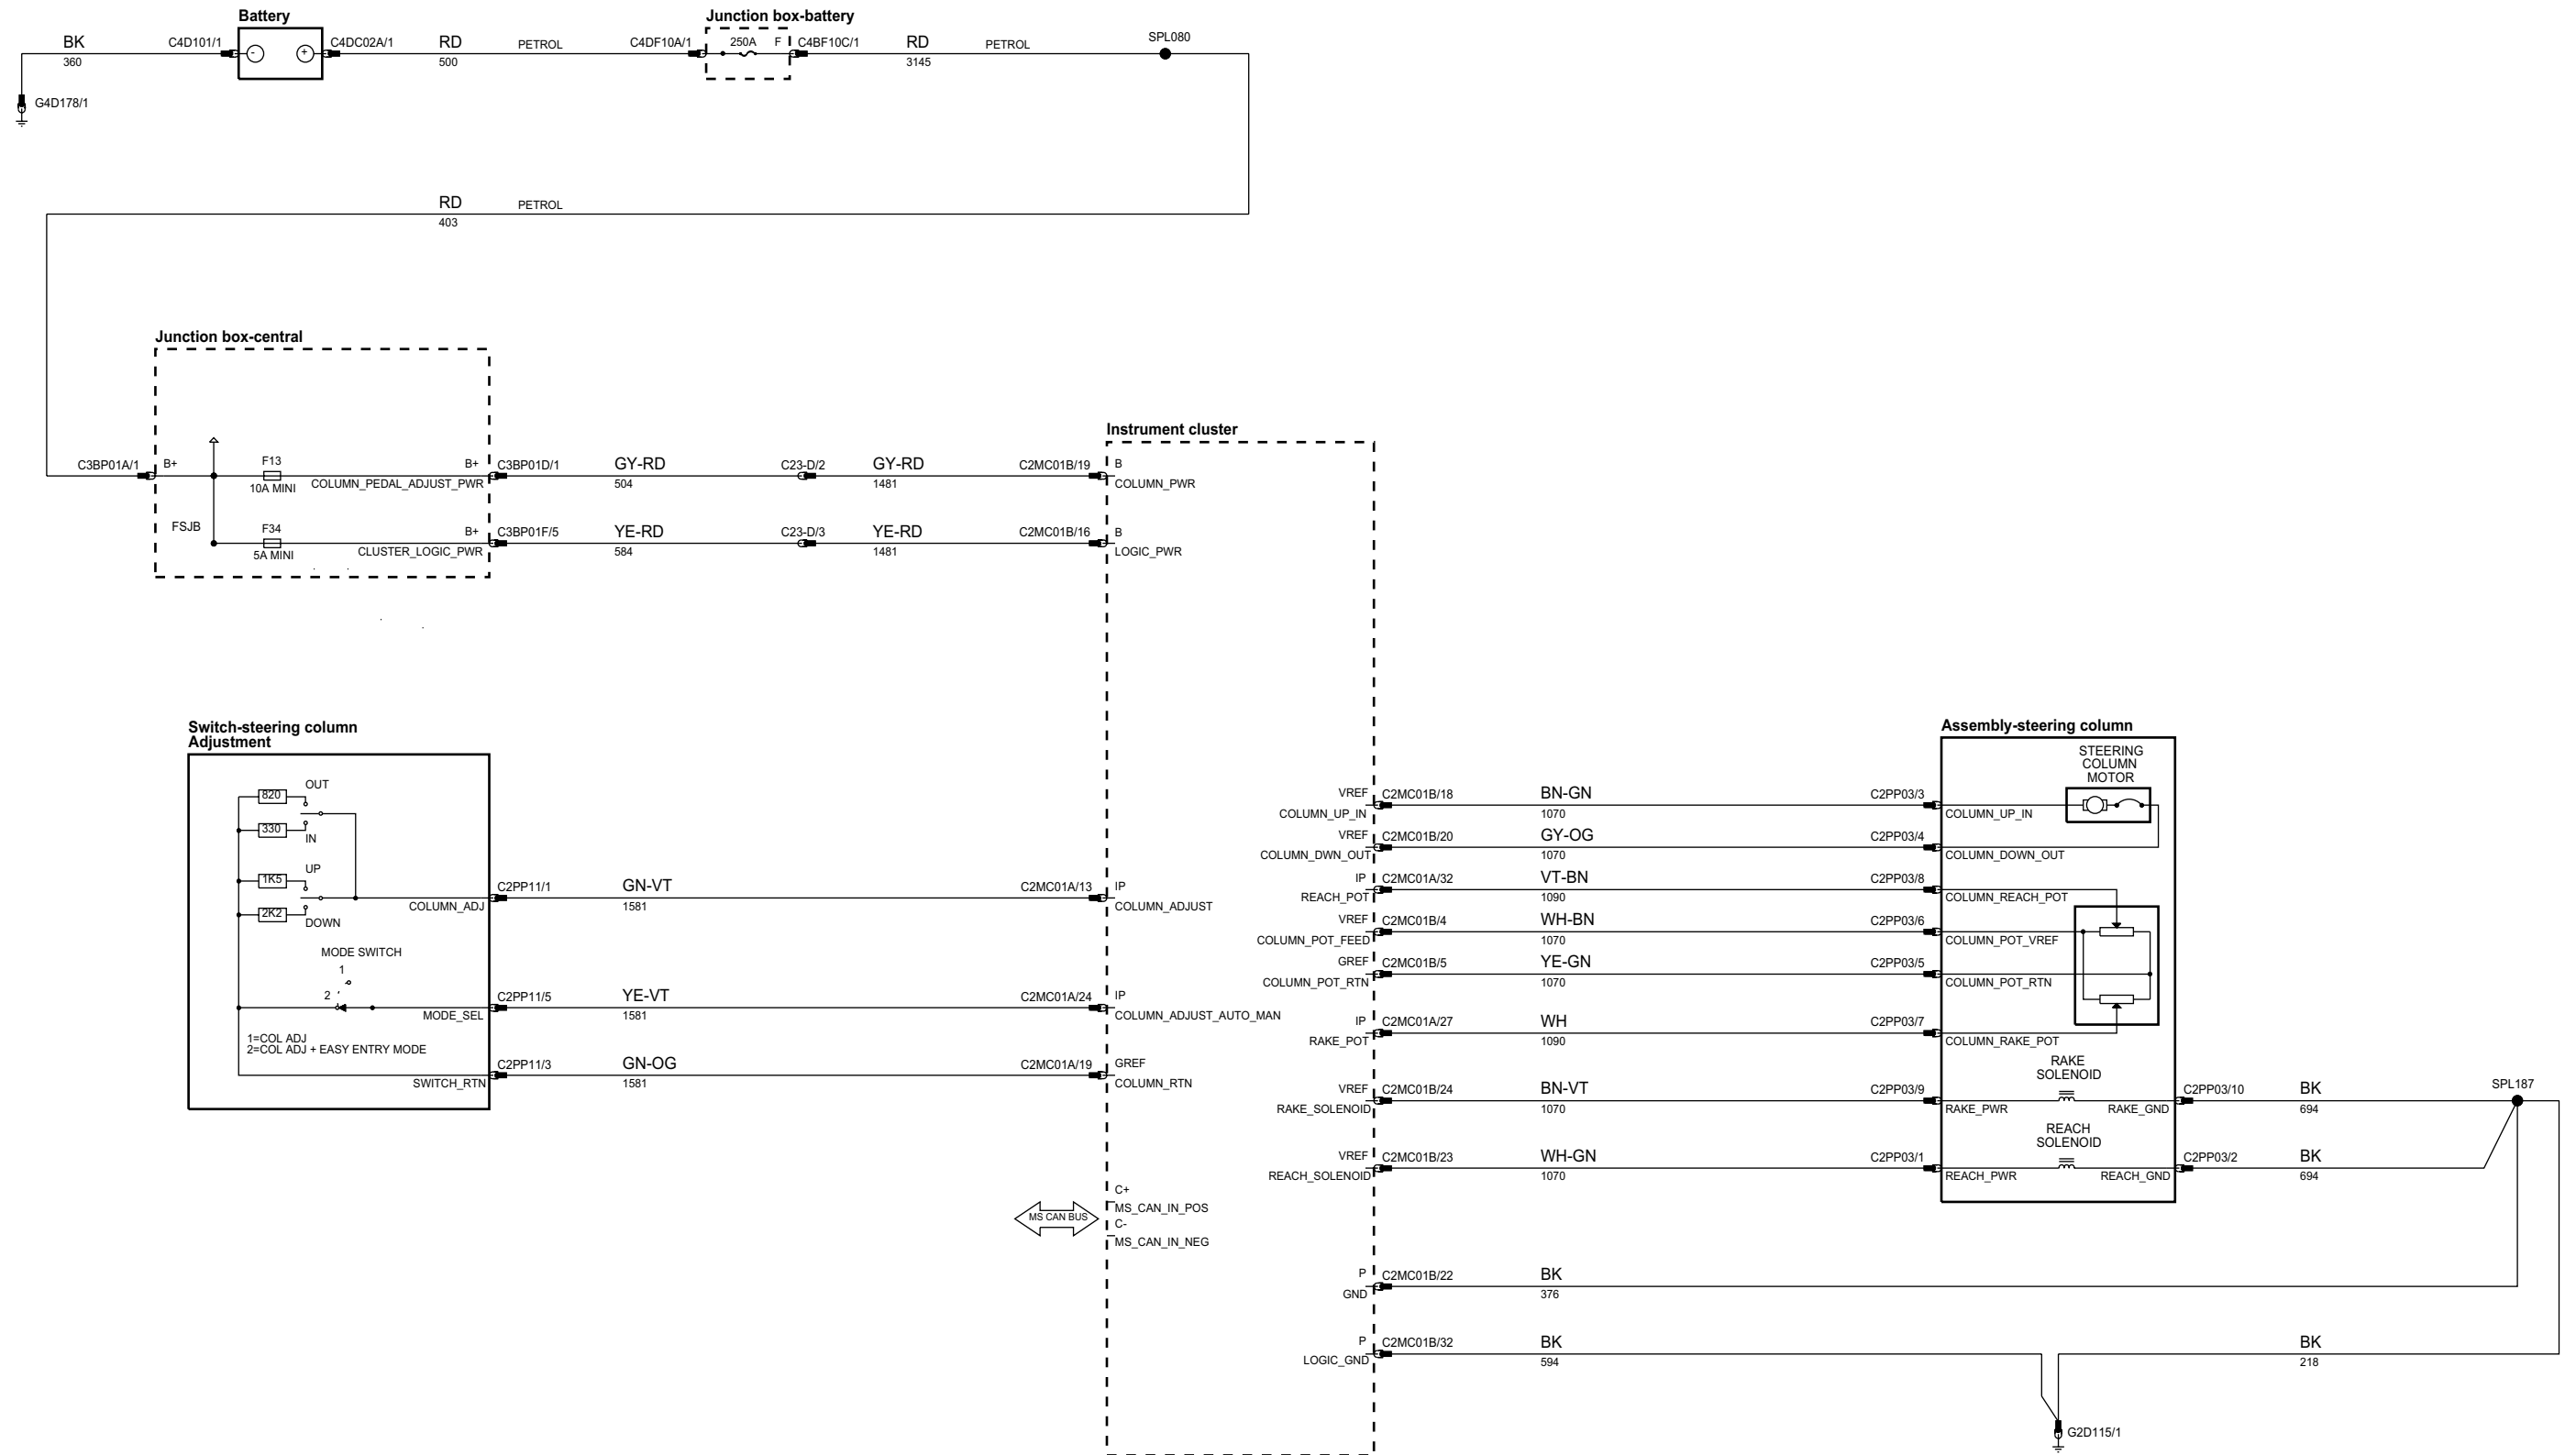 Battery
Junction box-battery
BK
C4D101/1
-
+
C4DC02A/1
RD
PETROL
C4DF10A/1
250A
F
C4BF10C/1
RD
PETROL
SPL080
360
500
3145
G4D178/1
RD
PETROL
403
Junction box-central
C3BP01A/1
B+
F13
10A MINI
B+
COLUMN_PEDAL_ADJUST_PWR
C3BP01D/1
GY-RD
504
C23-D/2
GY-RD
1481
C2MC01B/19
FSJB
F34
5A MINI
B+
CLUSTER_LOGIC_PWR
C3BP01F/5
YE-RD
584
C23-D/3
YE-RD
1481
C2MC01B/16
Instrument cluster
B
COLUMN_PWR
B
LOGIC_PWR
Switch-steering column
Adjustment
820
OUT
330
IN
1K5
UP
2K2
DOWN
COLUMN_ADJ
MODE SWITCH
1
2
MODE_SEL
1=COL ADJ
2=COL ADJ + EASY ENTRY MODE
SWITCH_RTN
C2PP11/1
GN-VT
1581
C2MC01A/13
C2PP11/5
YE-VT
1581
C2MC01A/24
C2PP11/3
GN-OG
1581
C2MC01A/19
IP
COLUMN_ADJUST
IP
COLUMN_ADJUST_AUTO_MAN
GREF
COLUMN_RTN
MS CAN BUS
C+
MS_CAN_IN_POS
C-
MS_CAN_IN_NEG
VREF
COLUMN_UP_IN
C2MC01B/18
BN-GN
1070
C2PP03/3
VREF
COLUMN_DWN_OUT
C2MC01B/20
GY-OG
1070
C2PP03/4
IP
REACH_POT
C2MC01A/32
VT-BN
1090
C2PP03/8
VREF
COLUMN_POT_FEED
C2MC01B/4
WH-BN
1070
C2PP03/6
GREF
COLUMN_POT_RTN
C2MC01B/5
YE-GN
1070
C2PP03/5
IP
RAKE_POT
C2MC01A/27
WH
1090
C2PP03/7
VREF
RAKE_SOLENOID
C2MC01B/24
BN-VT
1070
C2PP03/9
VREF
REACH_SOLENOID
C2MC01B/23
WH-GN
1070
C2PP03/1
P
GND
C2MC01B/22
BK
376
P
LOGIC_GND
C2MC01B/32
BK
594
Assembly-steering column
STEERING
COLUMN
MOTOR
COLUMN_UP_IN
COLUMN_DOWN_OUT
COLUMN_REACH_POT
COLUMN_POT_VREF
COLUMN_POT_RTN
COLUMN_RAKE_POT
RAKE
SOLENOID
RAKE_PWR
RAKE_GND
REACH
SOLENOID
REACH_PWR
REACH_GND
C2PP03/10
BK
694
SPL187
C2PP03/2
BK
694
BK
218
G2D115/1